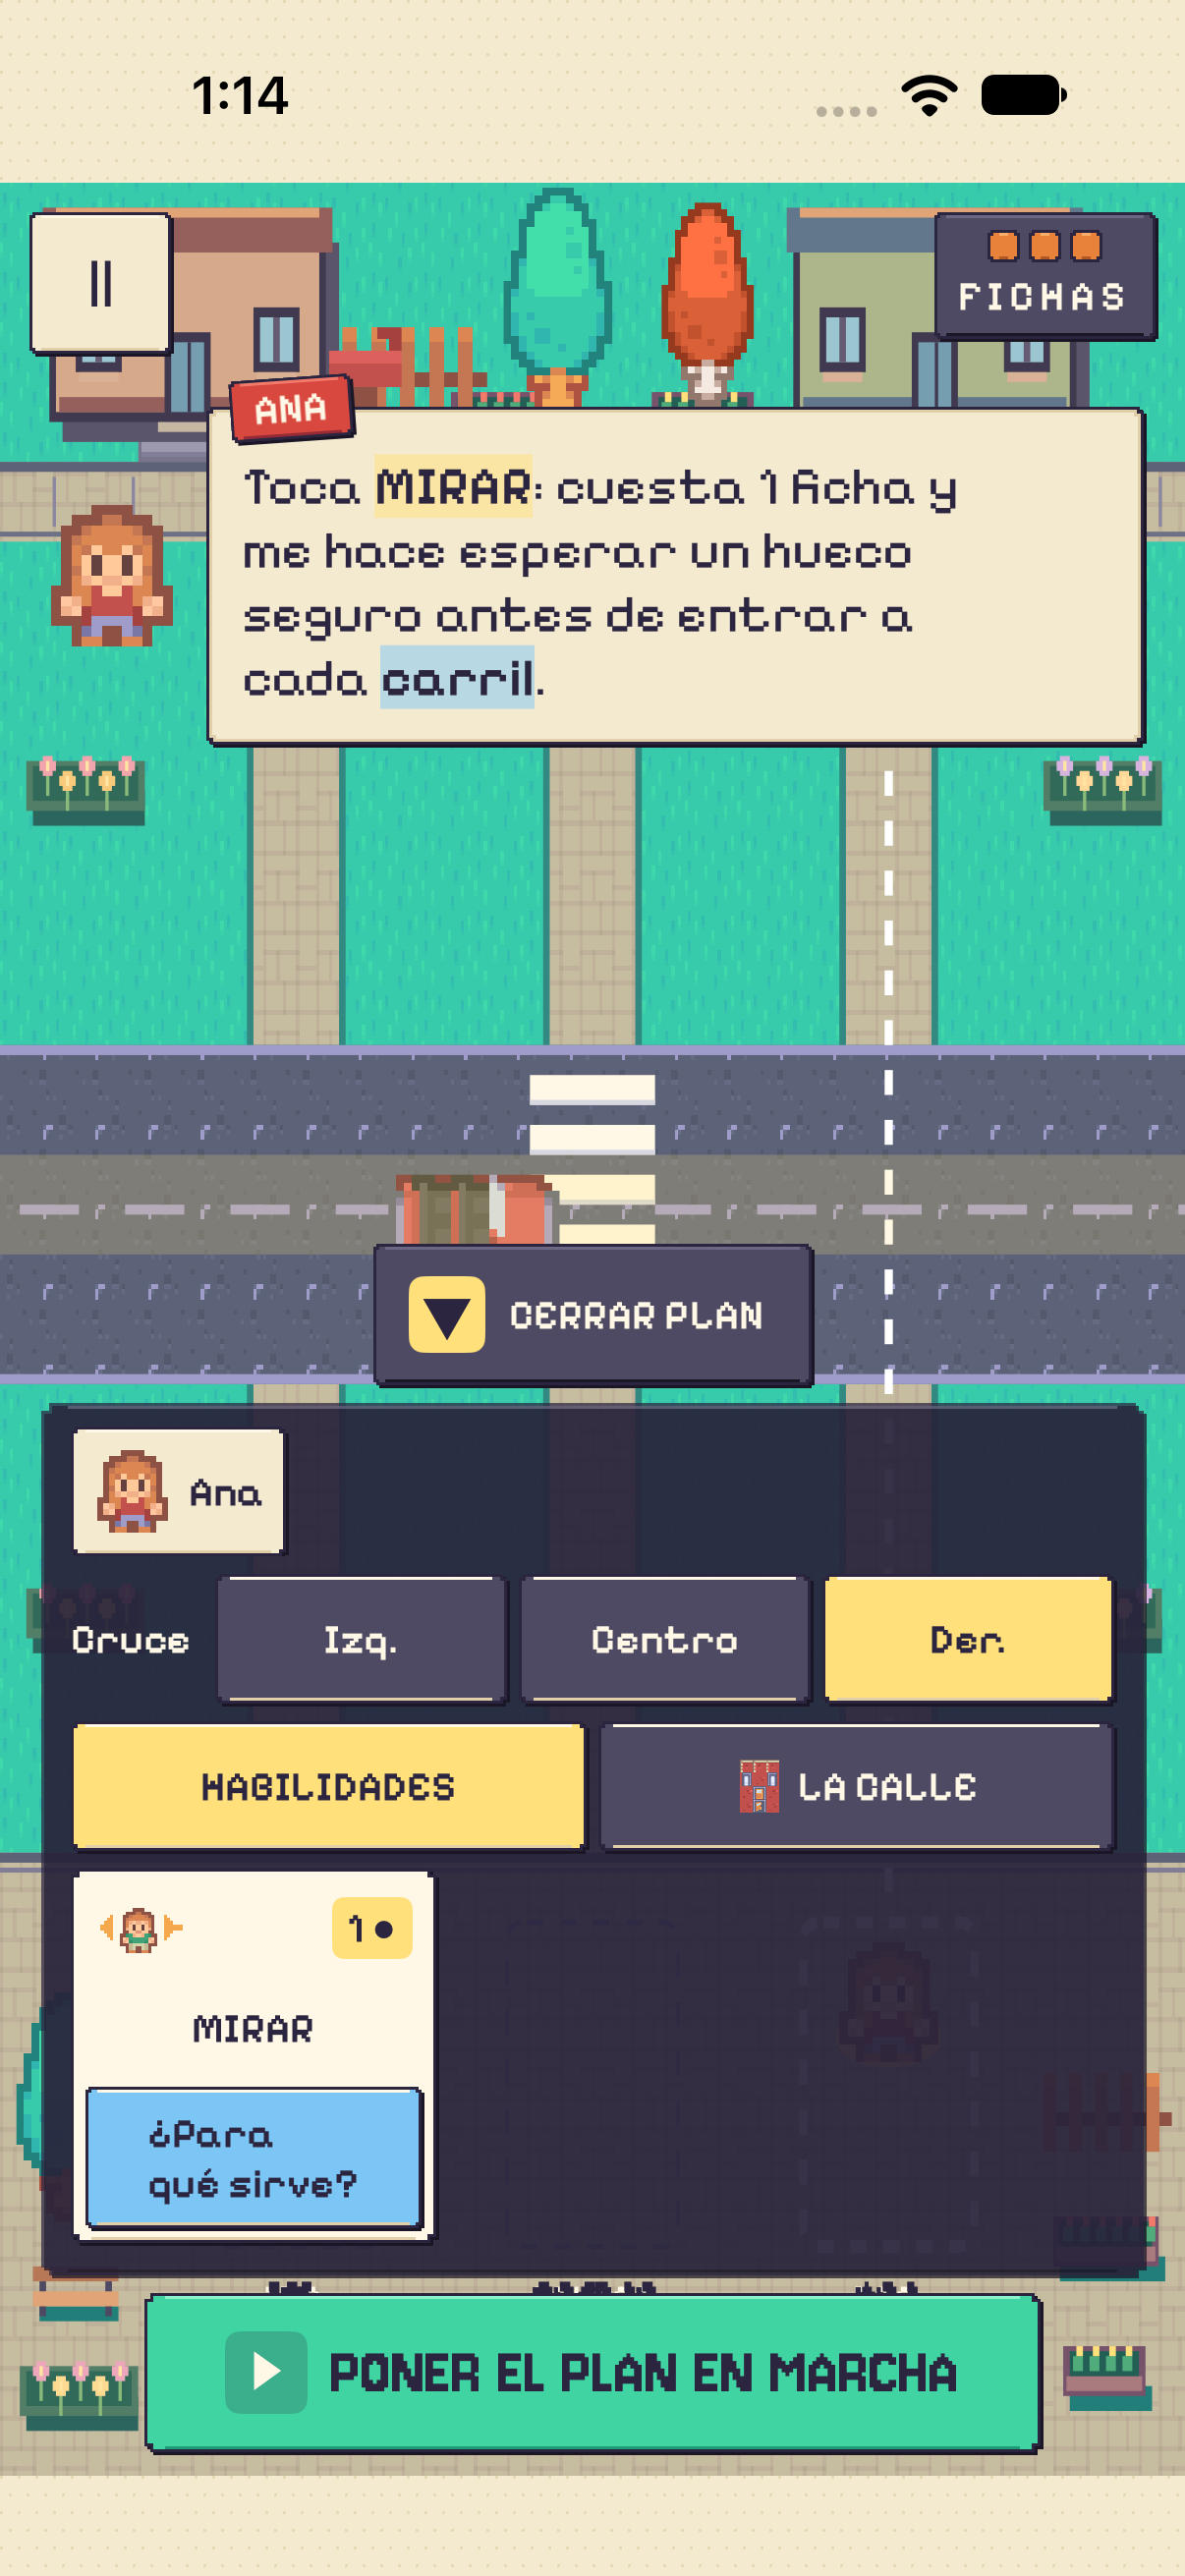 1:14
FICHAS
ANA
Toca MIRAR: cuesta 1 ficha y
me hace esperar un hueco
seguro antes de entrar a
cada carril.
CERRAR PLAN
Ana
Cruce
Izq.
Centro
Der.
HABILIDADES
LA CALLE
1
MIRAR
¿Para
qué sirve?
PONER EL PLAN EN MARCHA